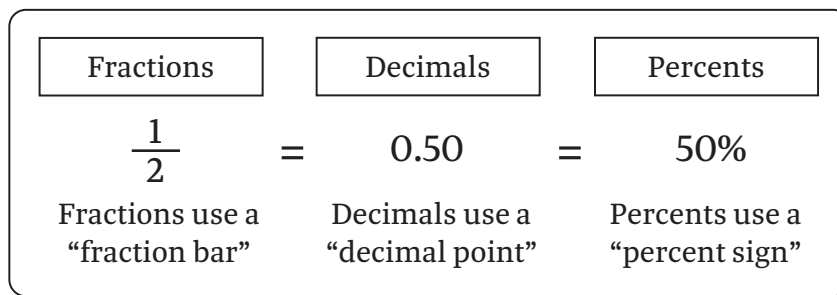 Fractions Decimals Percents
1/2 = 0.50 = 50%
Fractions use a Decimals use a Percents use a
“fraction bar” “decimal point” “percent sign”